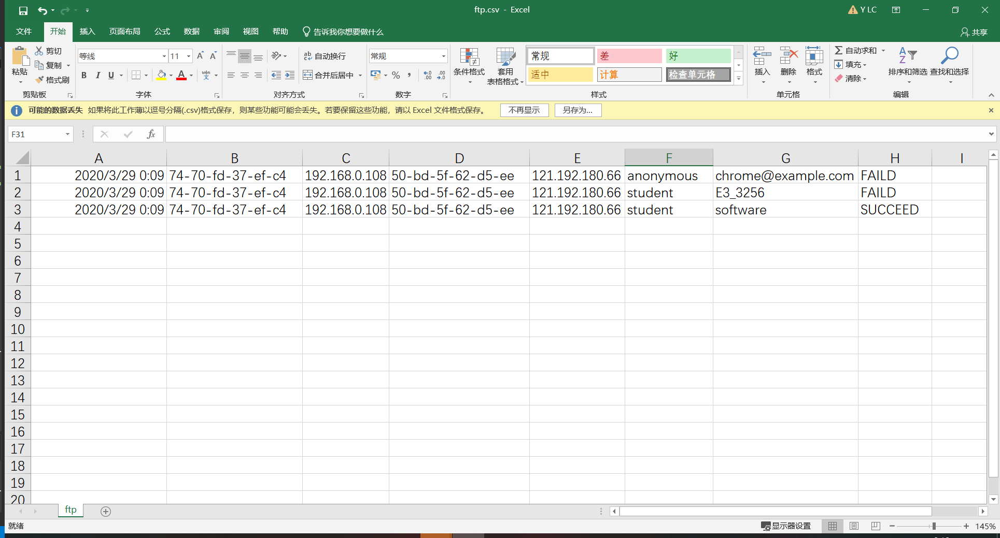 ftp.csv - Excel
Y LC
文件 开始 插入 页面布局 公式 数据 审阅 视图 帮助 告诉我你想要做什么 共享
粘贴 剪切 复制 格式刷 剪贴板
等线 11 A A B I U A wén 文 字体
ab 自动换行 合并后居中 对齐方式
常规 % , 数字
条件格式 套用表格格式 常规 差 好 适中 计算 检查单元格 样式
插入 删除 格式 单元格
自动求和 填充 清除 排序和筛选 查找和选择 编辑
可能的数据丢失 如果将此工作薄以逗号分隔(.csv)格式保存，则某些功能可能会丢失。若要保留这些功能，请以 Excel 文件格式保存。 不再显示 另存为...
F31 fx
A B C D E F G H I
1 2020/3/29 0:09 74-70-fd-37-ef-c4 192.168.0.108 50-bd-5f-62-d5-ee 121.192.180.66 anonymous chrome@example.com FAILD
2 2020/3/29 0:09 74-70-fd-37-ef-c4 192.168.0.108 50-bd-5f-62-d5-ee 121.192.180.66 student E3_3256 FAILD
3 2020/3/29 0:09 74-70-fd-37-ef-c4 192.168.0.108 50-bd-5f-62-d5-ee 121.192.180.66 student software SUCCEED
4
5
6
7
8
9
10
11
12
13
14
15
16
17
18
19
20
ftp
就绪 显示器设置 145%